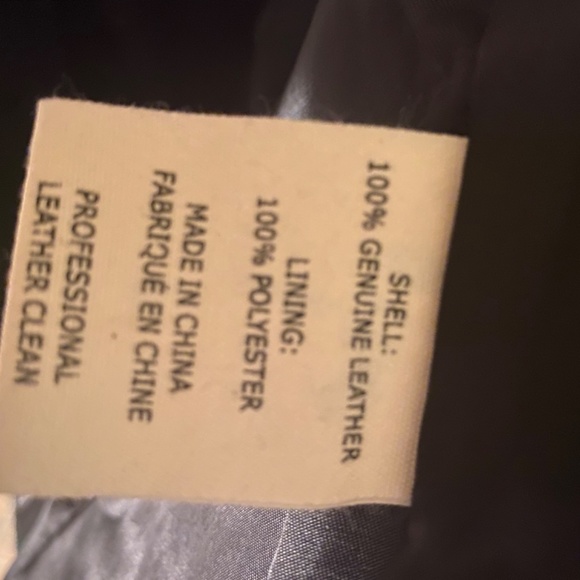 SHELL:
100% GENUINE LEATHER
LINING:
100% POLYESTER
MADE IN CHINA
FABRIQUÉ EN CHINE
PROFESSIONAL
LEATHER CLEAN